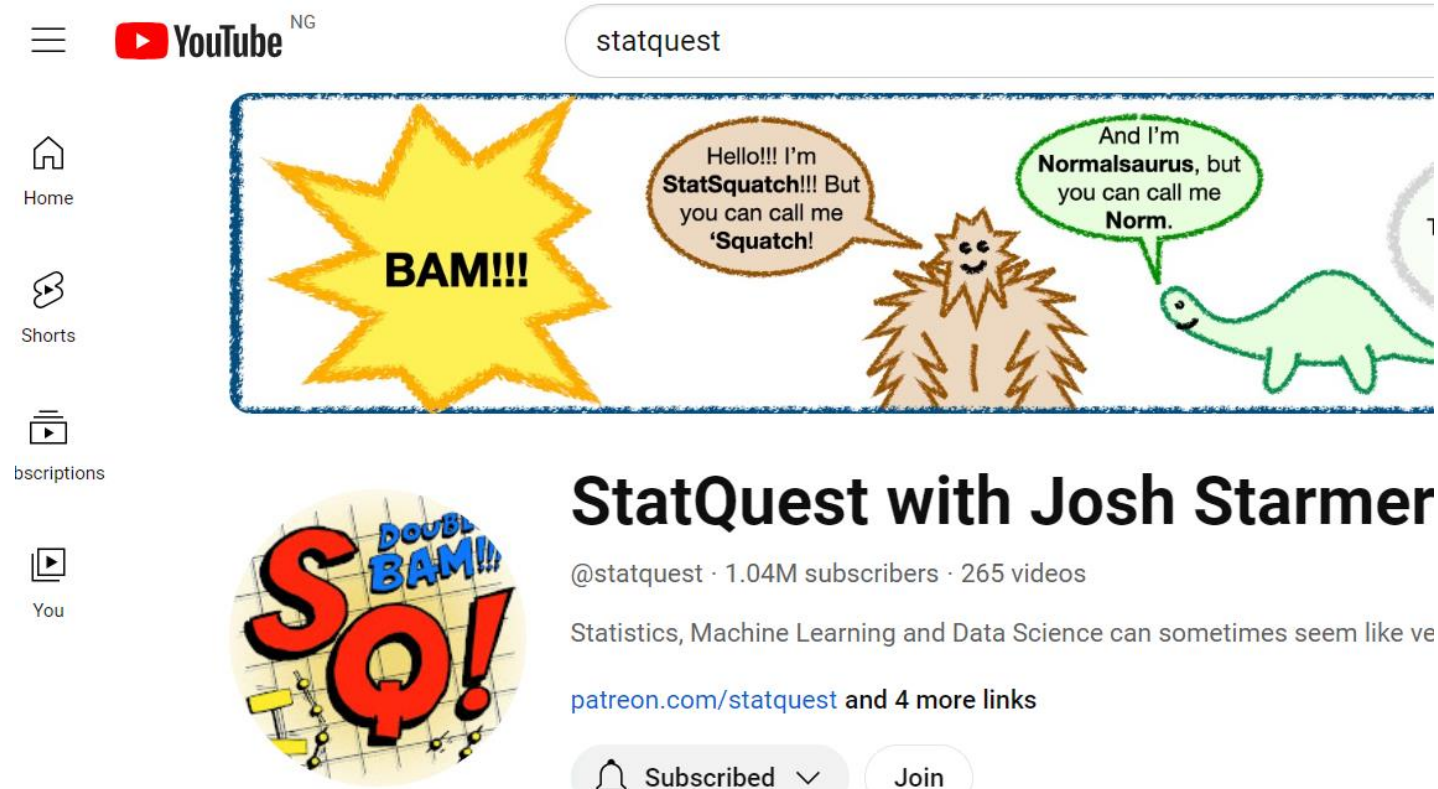 YouTube NG
statquest
Home
Shorts
bscriptions
You
BAM!!!
Hello!!! I'm
StatSquatch!!! But
you can call me
‘Squatch!
And I'm
Normalsaurus, but
you can call me
Norm.
T
SQ!
DOUBL
BAM!!!
StatQuest with Josh Starmer
@statquest · 1.04M subscribers · 265 videos
Statistics, Machine Learning and Data Science can sometimes seem like ve
patreon.com/statquest and 4 more links
Subscribed
Join